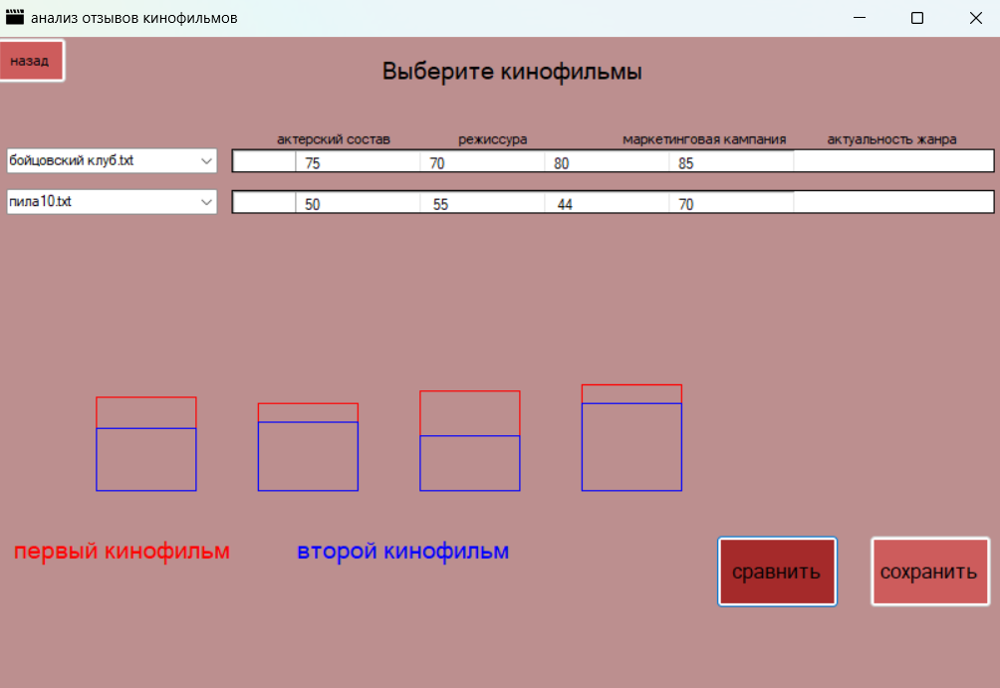 анализ отзывов кинофильмов
назад
Выберите кинофильмы
актерский состав режиссура маркетинговая кампания актуальность жанра
бойцовский клуб.txt 75 70 80 85
пила10.txt 50 55 44 70
первый кинофильм второй кинофильм
сравнить сохранить